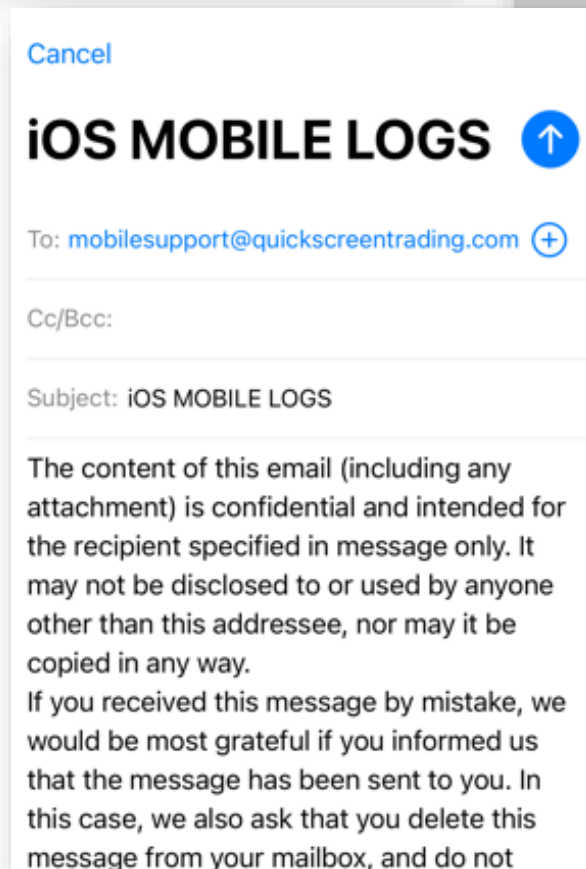 Cancel
iOS MOBILE LOGS
To: mobilesupport@quickscreentrading.com
Cc/Bcc:
Subject: iOS MOBILE LOGS
The content of this email (including any
attachment) is confidential and intended for
the recipient specified in message only. It
may not be disclosed to or used by anyone
other than this addressee, nor may it be
copied in any way.
If you received this message by mistake, we
would be most grateful if you informed us
that the message has been sent to you. In
this case, we also ask that you delete this
message from your mailbox, and do not